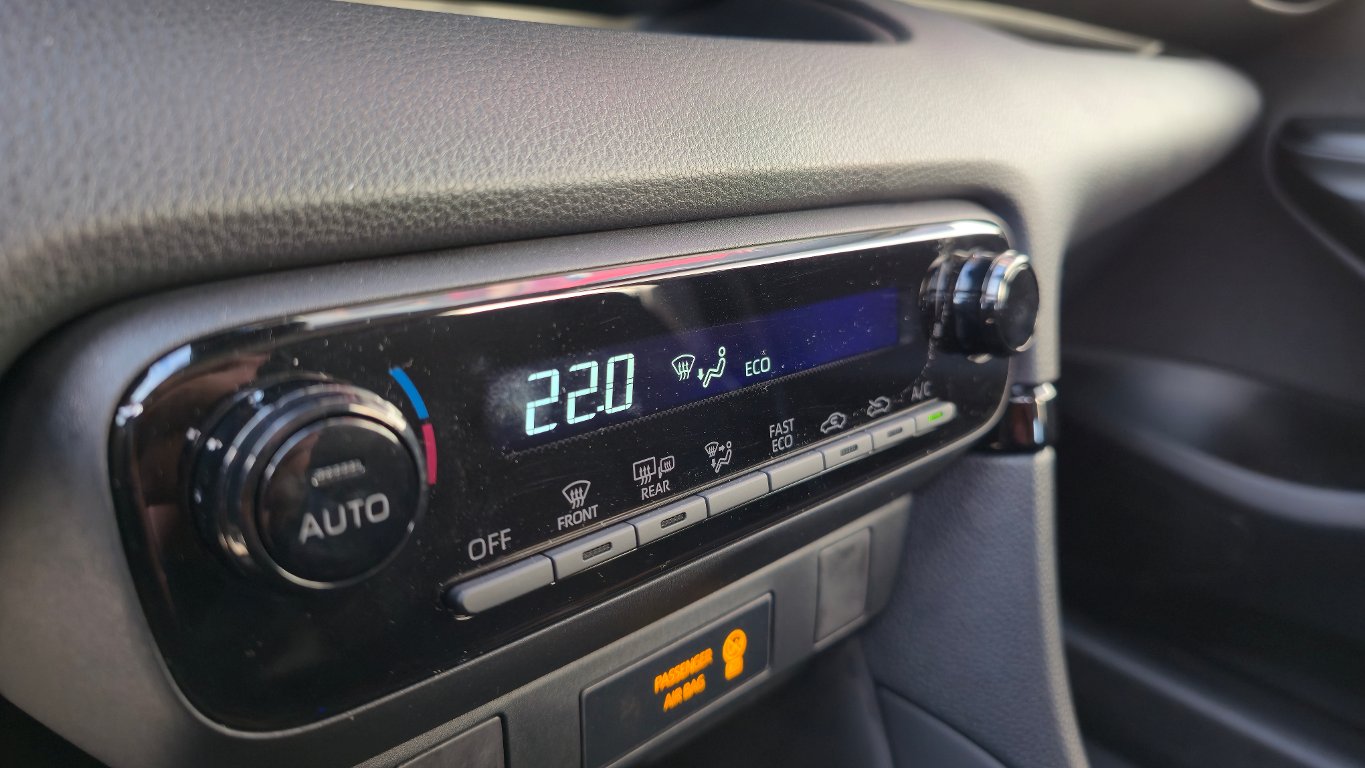 22.0
ECO
AUTO
OFF
FRONT
REAR
FAST
ECO
A/C
PASSENGER
AIR BAG